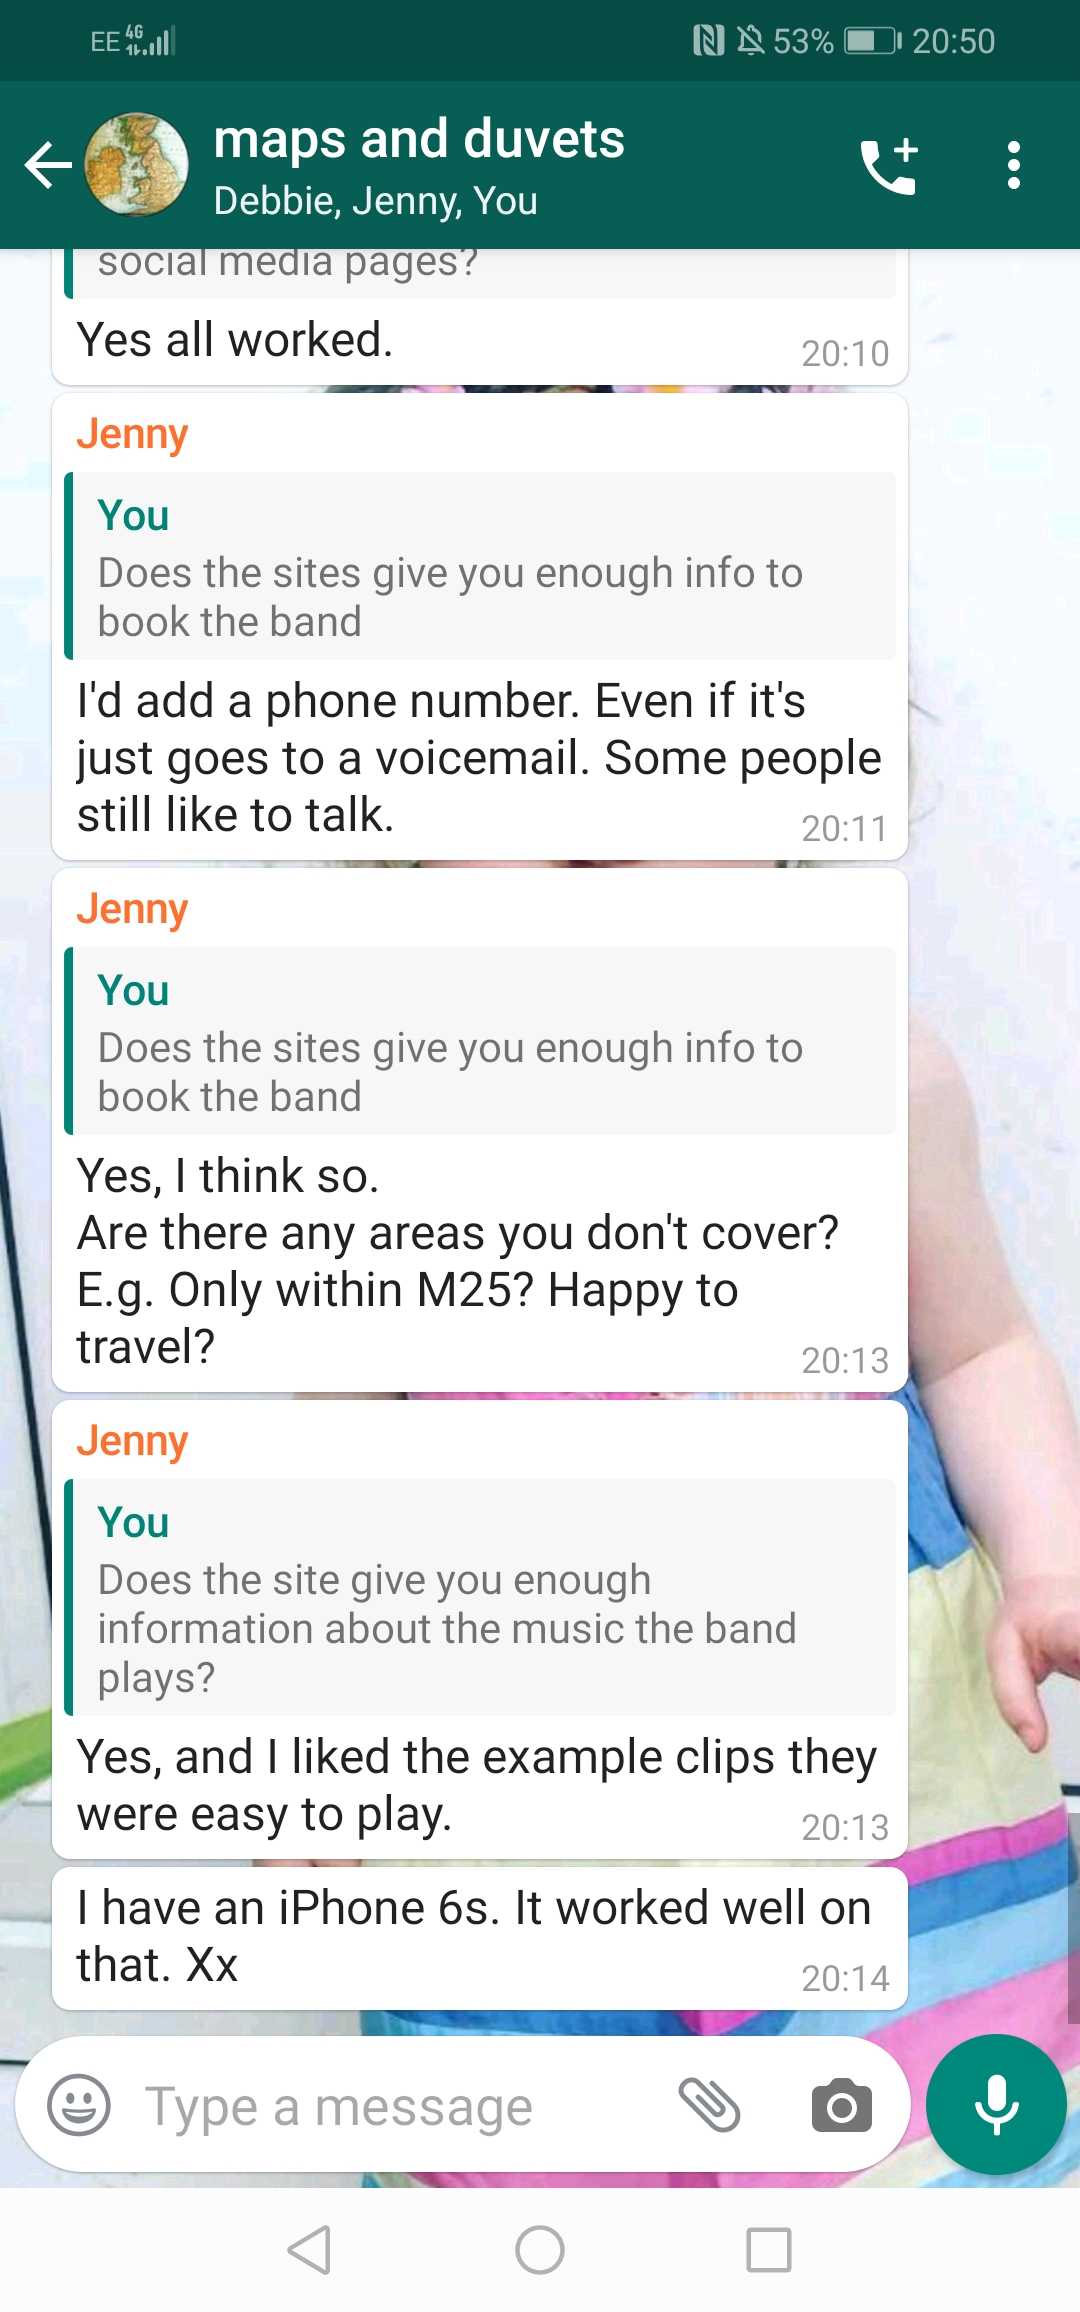 EE 4G 53% 20:50
maps and duvets
Debbie, Jenny, You
social media pages?
Yes all worked.
20:10
Jenny
You
Does the sites give you enough info to
book the band
I'd add a phone number. Even if it's
just goes to a voicemail. Some people
still like to talk.
20:11
Jenny
You
Does the sites give you enough info to
book the band
Yes, I think so.
Are there any areas you don't cover?
E.g. Only within M25? Happy to
travel?
20:13
Jenny
You
Does the site give you enough
information about the music the band
plays?
Yes, and I liked the example clips they
were easy to play.
20:13
I have an iPhone 6s. It worked well on
that. Xx
20:14
Type a message